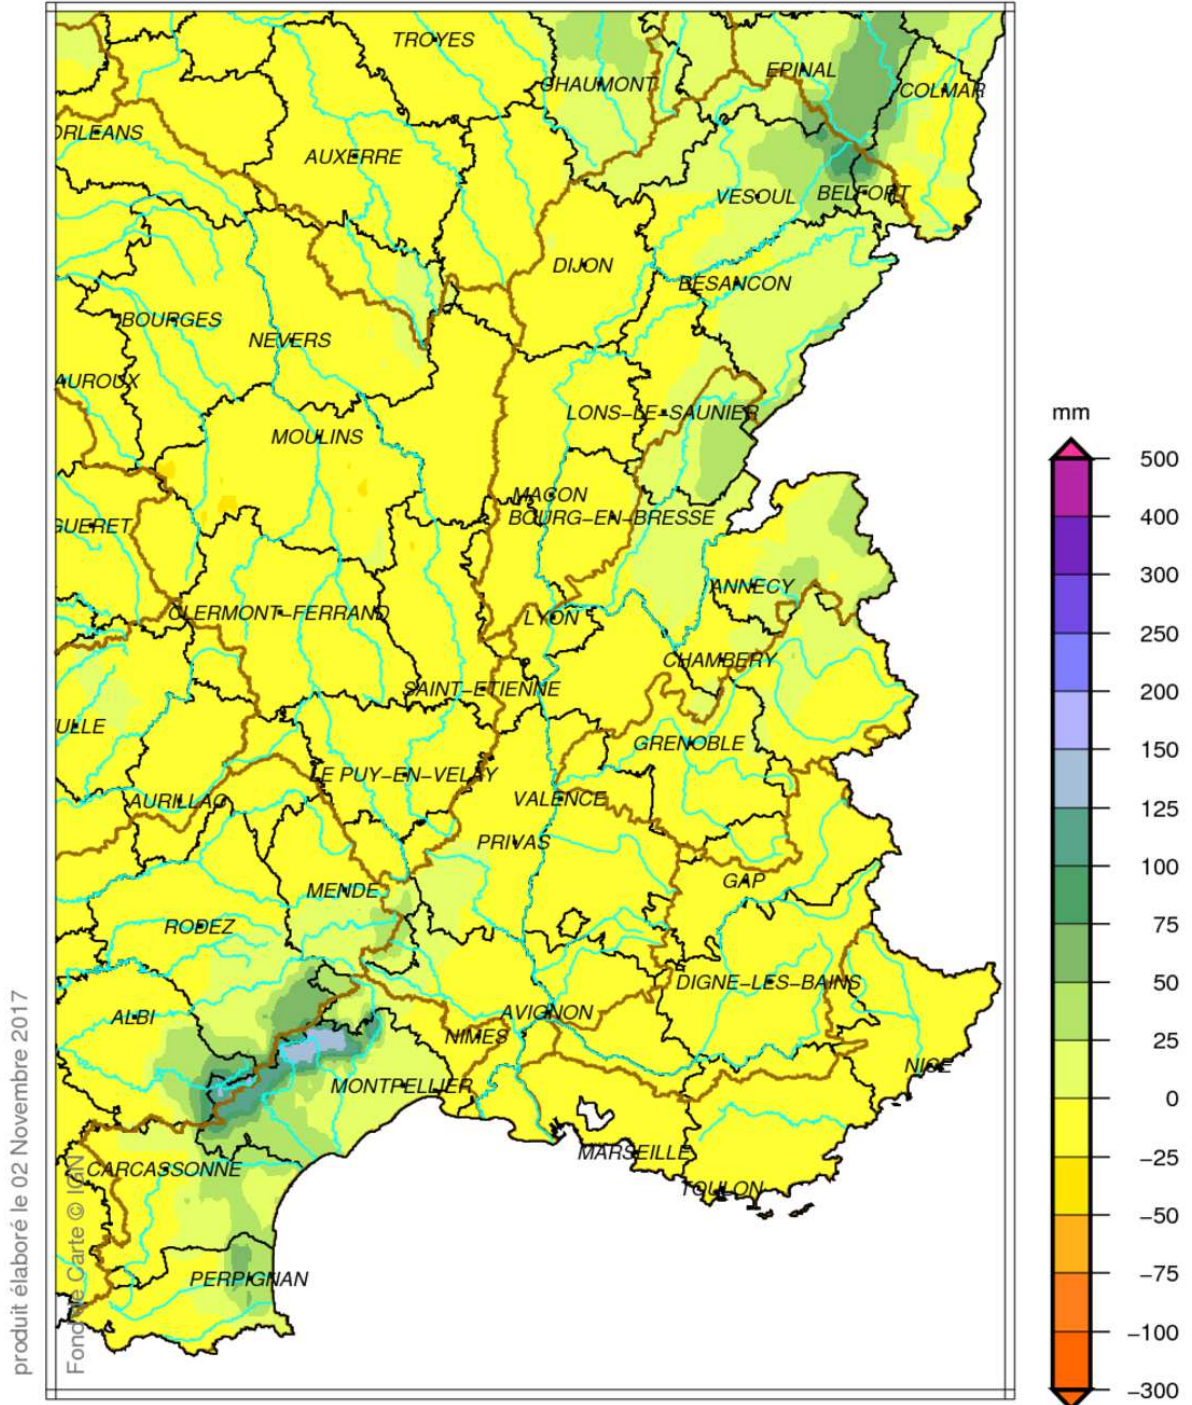 TROYES
CHAUMONT
EPINAL
COLMAR
ORLEANS
AUXERRE
VESOUL
BELFORT
DIJON
BESANCON
BOURGES
NEVERS
AUROUX
LONS-LE-SAUNIER
MOULINS
MACON
BOURG-EN-BRESSE
GUERET
ANNECY
CLERMONT-FERRAND
LYON
CHAMBERY
SAINT-ETIENNE
ULLE
GRENOBLE
LE PUY-EN-VELAY
AURILLAC
VALENCE
PRIVAS
GAP
MENDE
RODEZ
DIGNE-LES-BAINS
AVIGNON
ALBI
NIMES
NICE
MONTPELLIER
MARSEILLE
CARCASSONNE
TOULON
PERPIGNAN
mm
500
400
300
250
200
150
125
100
75
50
25
0
-25
-50
-75
-100
-300
produit élaboré le 02 Novembre 2017
Fond de Carte © IGN